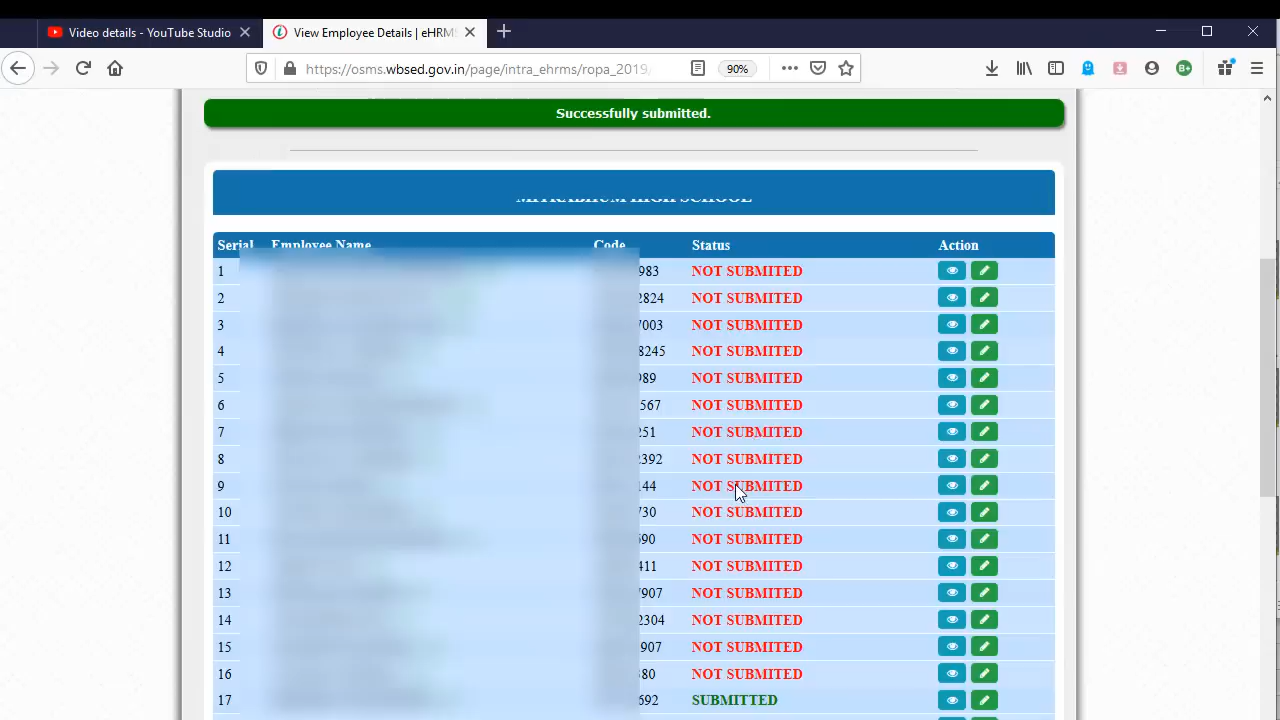 Video details - YouTube Studio
View Employee Details | eHRMS
https://osms.wbsed.gov.in/page/intra_ehrms/ropa_2019/
90%
Successfully submitted.
HIGH SCHOOL
Serial Employee Name Code Status Action
1 983 NOT SUBMITED
2 2824 NOT SUBMITED
3 7003 NOT SUBMITED
4 8245 NOT SUBMITED
5 989 NOT SUBMITED
6 567 NOT SUBMITED
7 251 NOT SUBMITED
8 2392 NOT SUBMITED
9 144 NOT SUBMITED
10 730 NOT SUBMITED
11 690 NOT SUBMITED
12 411 NOT SUBMITED
13 7907 NOT SUBMITED
14 2304 NOT SUBMITED
15 907 NOT SUBMITED
16 80 NOT SUBMITED
17 692 SUBMITTED